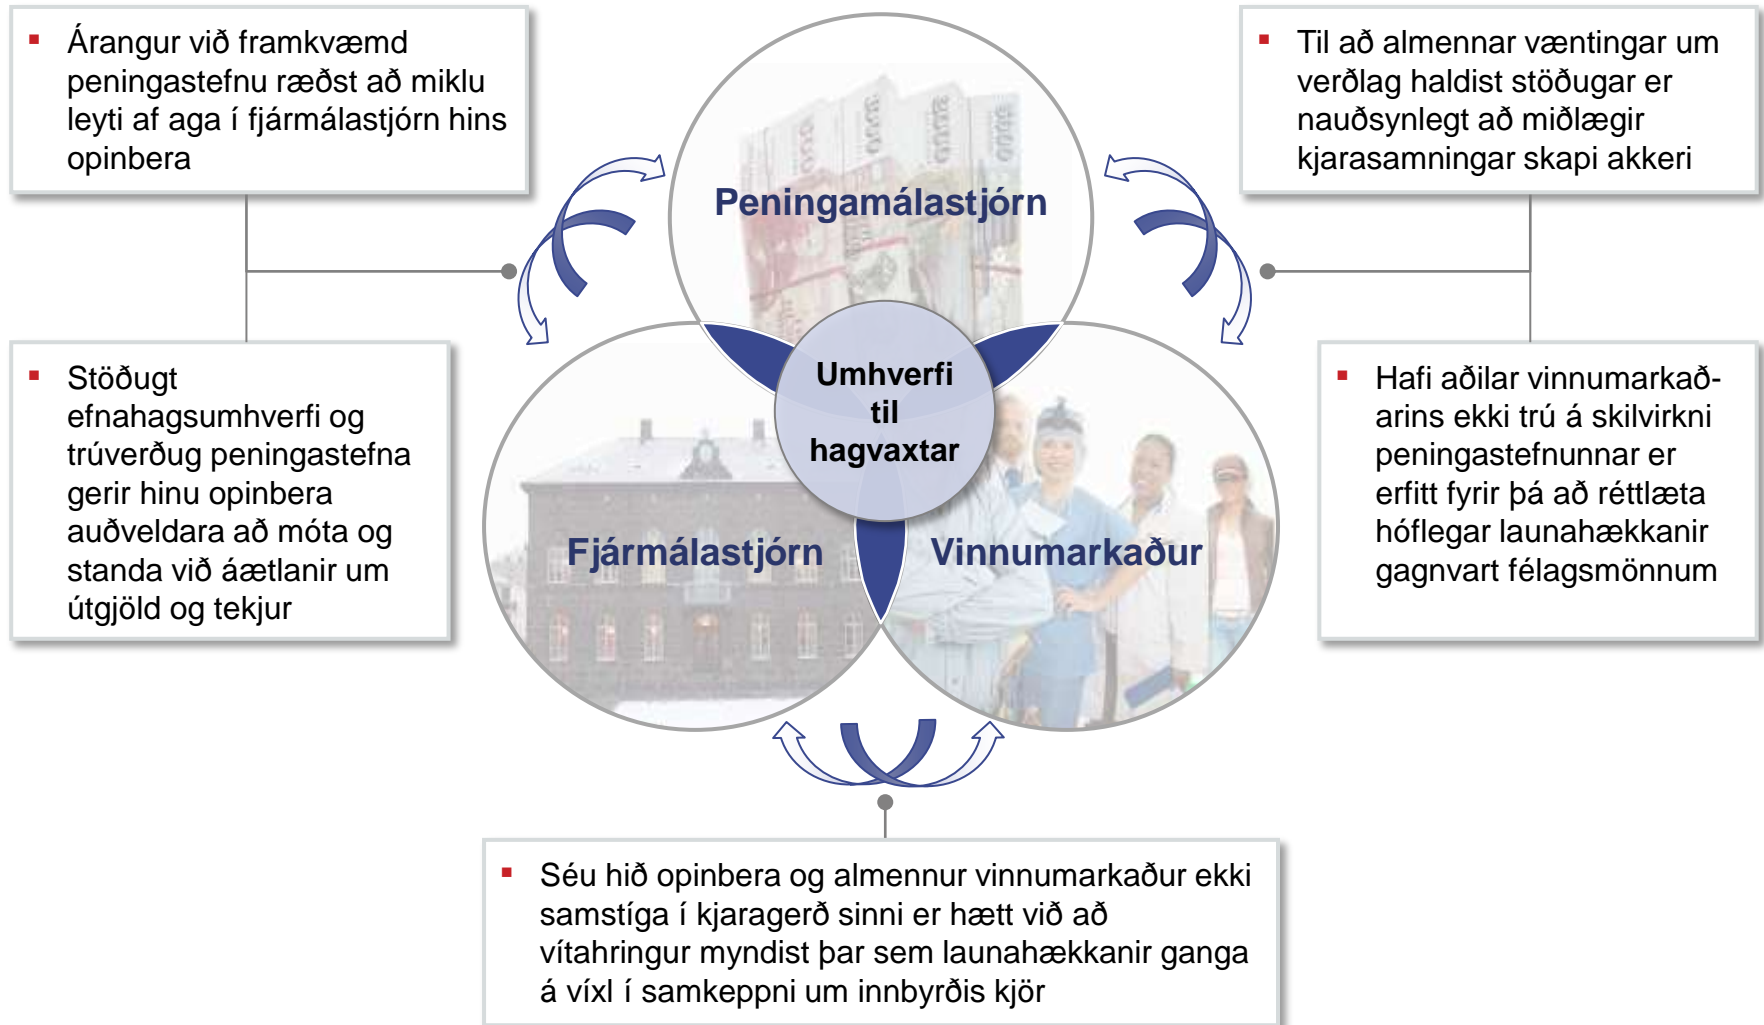 Árangur við framkvæmd
peningastefnu ræðst að miklu
leyti af aga í fjármálastjórn hins
opinbera
Til að almennar væntingar um
verðlag haldist stöðugar er
nauðsynlegt að miðlægir
kjarasamningar skapi akkeri
Peningamálastjórn
Stöðugt
efnahagsumhverfi og
trúverðug peningastefna
gerir hinu opinbera
auðveldara að móta og
standa við áætlanir um
útgjöld og tekjur
Umhverfi
til
hagvaxtar
Fjármálastjórn
Vinnumarkaður
Hafi aðilar vinnumarkað-
arins ekki trú á skilvirkni
peningastefnunnar er
erfitt fyrir þá að réttlæta
hóflegar launahækkanir
gagnvart félagsmönnum
Séu hið opinbera og almennur vinnumarkaður ekki
samstíga í kjaragerð sinni er hætt við að
vítahringur myndist þar sem launahækkanir ganga
á víxl í samkeppni um innbyrðis kjör